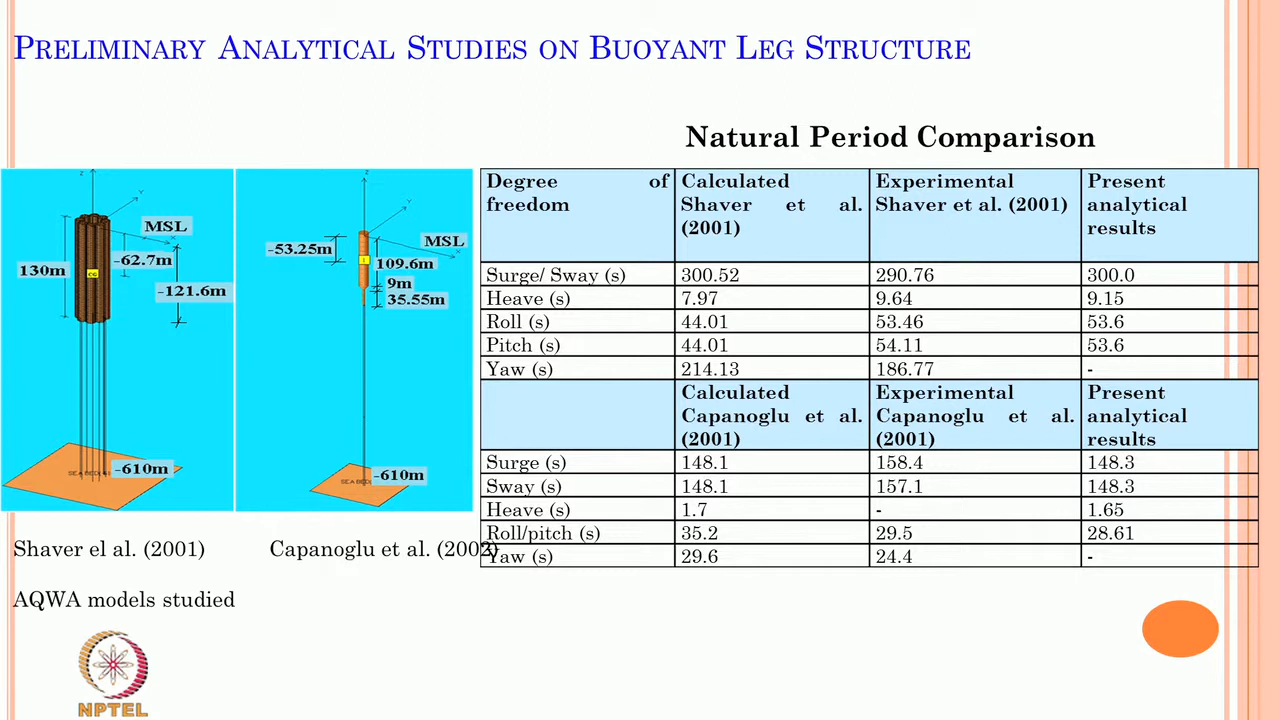 PRELIMINARY ANALYTICAL STUDIES ON BUOYANT LEG STRUCTURE
Natural Period Comparison
Z
Y
MSL
X
130m
-62.7m
CG
-121.6m
-610m
Z
Y
-53.25m
MSL
X
109.6m
9m
35.55m
-610m
Degree of freedom | Calculated Shaver et al. (2001) | Experimental Shaver et al. (2001) | Present analytical results
Surge/ Sway (s) | 300.52 | 290.76 | 300.0
Heave (s) | 7.97 | 9.64 | 9.15
Roll (s) | 44.01 | 53.46 | 53.6
Pitch (s) | 44.01 | 54.11 | 53.6
Yaw (s) | 214.13 | 186.77 | -
Calculated Capanoglu et al. (2001) | Experimental Capanoglu et al. (2001) | Present analytical results
Surge (s) | 148.1 | 158.4 | 148.3
Sway (s) | 148.1 | 157.1 | 148.3
Heave (s) | 1.7 | - | 1.65
Roll/pitch (s) | 35.2 | 29.5 | 28.61
Yaw (s) | 29.6 | 24.4 | -
Shaver el al. (2001)
Capanoglu et al. (2002)
AQWA models studied
NPTEL